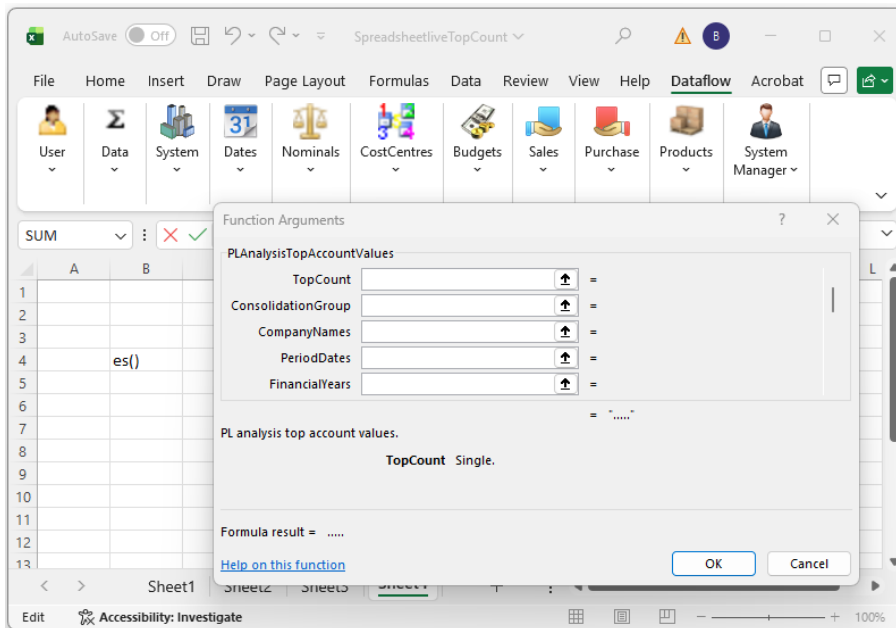 AutoSave Off SpreadsheetliveTopCount B
File Home Insert Draw Page Layout Formulas Data Review View Help Dataflow Acrobat
31
User Data System Dates Nominals CostCentres Budgets Sales Purchase Products System Manager
SUM
Function Arguments ? ×
PLAnalysisTopAccountValues
TopCount =
ConsolidationGroup =
CompanyNames =
PeriodDates =
FinancialYears =
= "....."
PL analysis top account values.
TopCount Single.
Formula result = .....
Help on this function OK Cancel
A B L
1
2
3
4 es()
5
6
7
8
9
10
11
12
13
Sheet1 Sheet2 Sheet3 Sheet4
Edit Accessibility: Investigate 100%